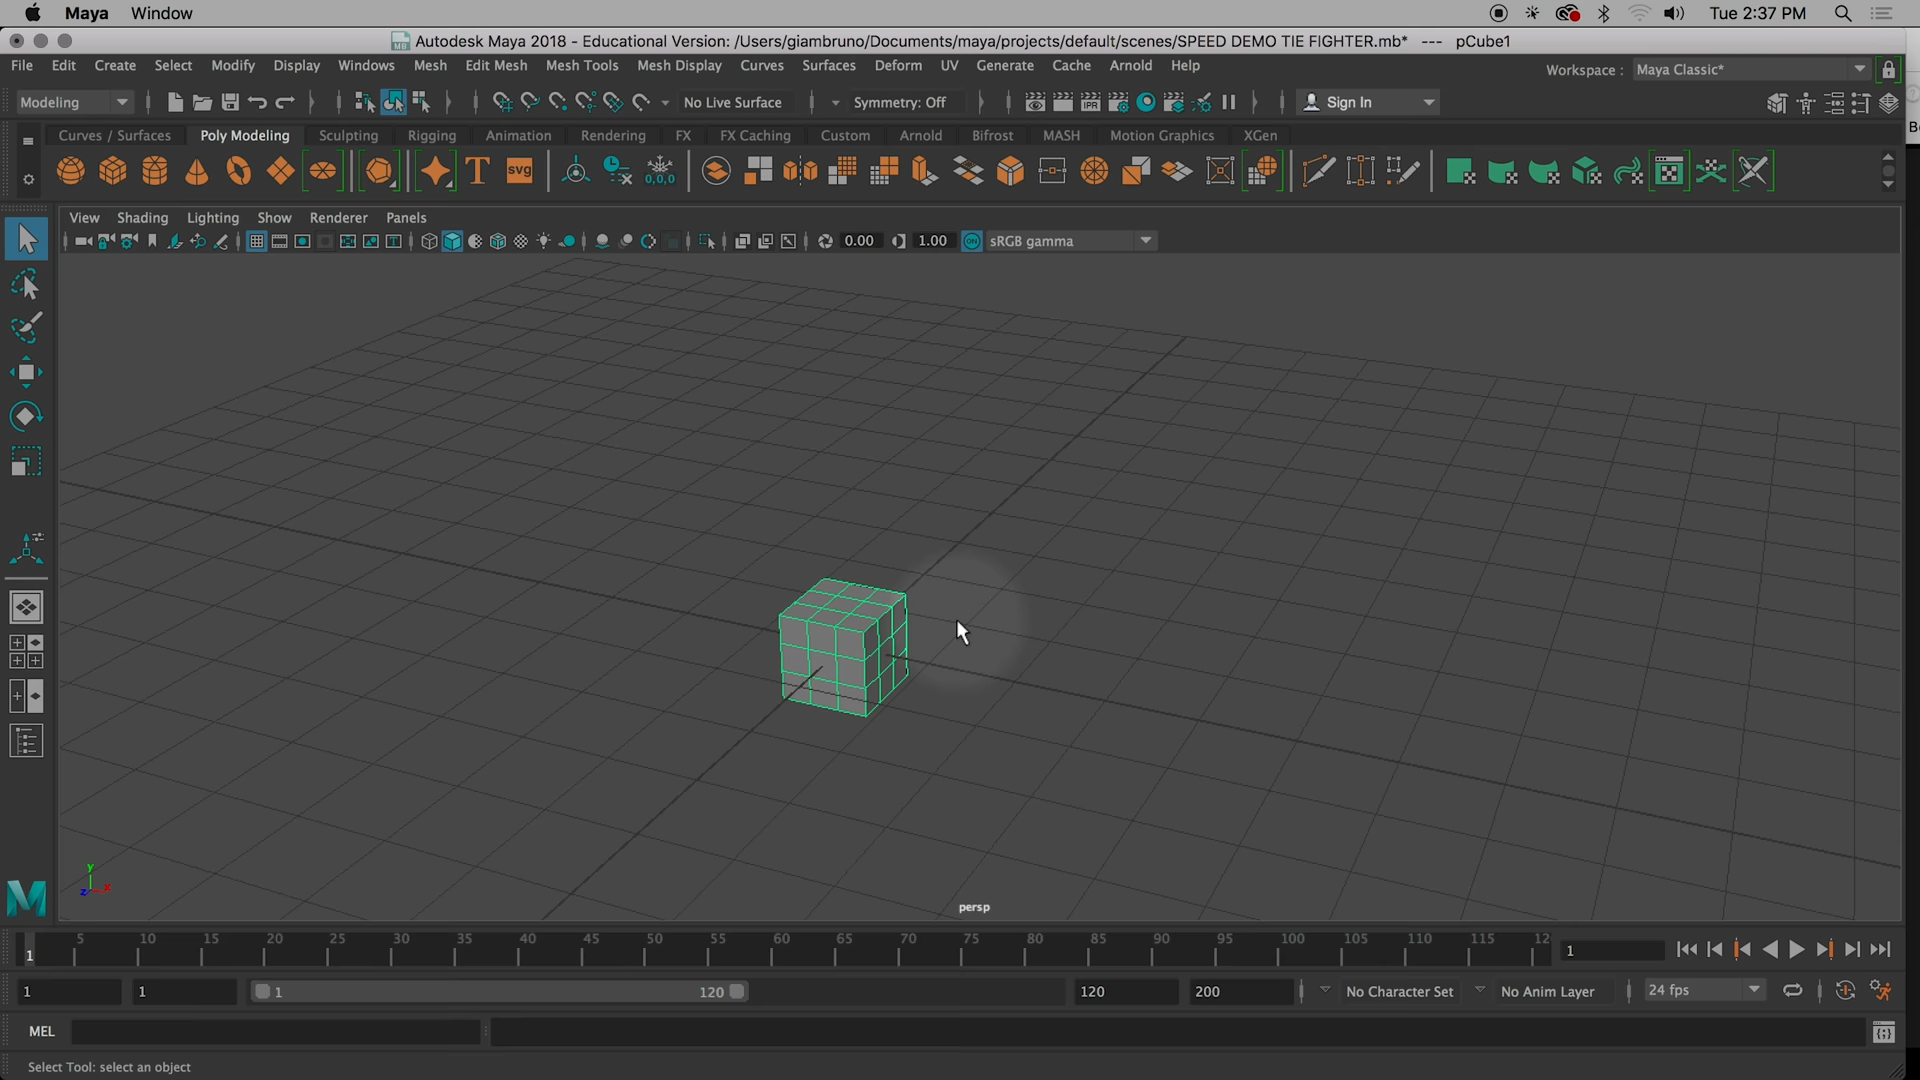 Maya Window Tue 2:37 PM
Autodesk Maya 2018 - Educational Version: /Users/giambruno/Documents/maya/projects/default/scenes/SPEED DEMO TIE FIGHTER.mb* --- pCube1
File Edit Create Select Modify Display Windows Mesh Edit Mesh Mesh Tools Mesh Display Curves Surfaces Deform UV Generate Cache Arnold Help Workspace : Maya Classic*
Modeling No Live Surface Symmetry: Off IPR Sign In
Curves / Surfaces Poly Modeling Sculpting Rigging Animation Rendering FX FX Caching Custom Arnold Bifrost MASH Motion Graphics XGen
T svg 0,0,0
View Shading Lighting Show Renderer Panels
0.00 1.00 ON sRGB gamma
y
z x
persp
M
5 10 15 20 25 30 35 40 45 50 55 60 65 70 75 80 85 90 95 100 105 110 115 12
1 1
1 1 1 120 120 200 No Character Set No Anim Layer 24 fps
MEL
Select Tool: select an object